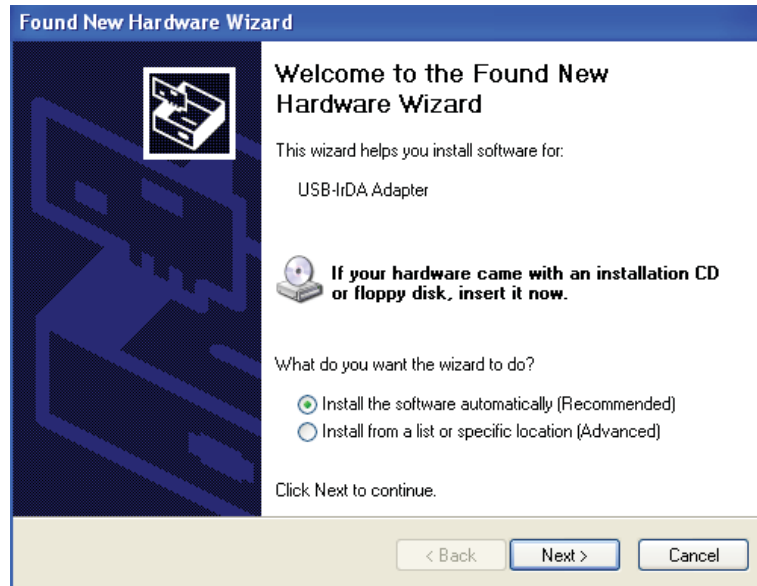 Found New Hardware Wizard
Welcome to the Found New
Hardware Wizard
This wizard helps you install software for:
USB-IrDA Adapter
If your hardware came with an installation CD
or floppy disk, insert it now.
What do you want the wizard to do?
Install the software automatically (Recommended)
Install from a list or specific location (Advanced)
Click Next to continue.
< Back Next > Cancel